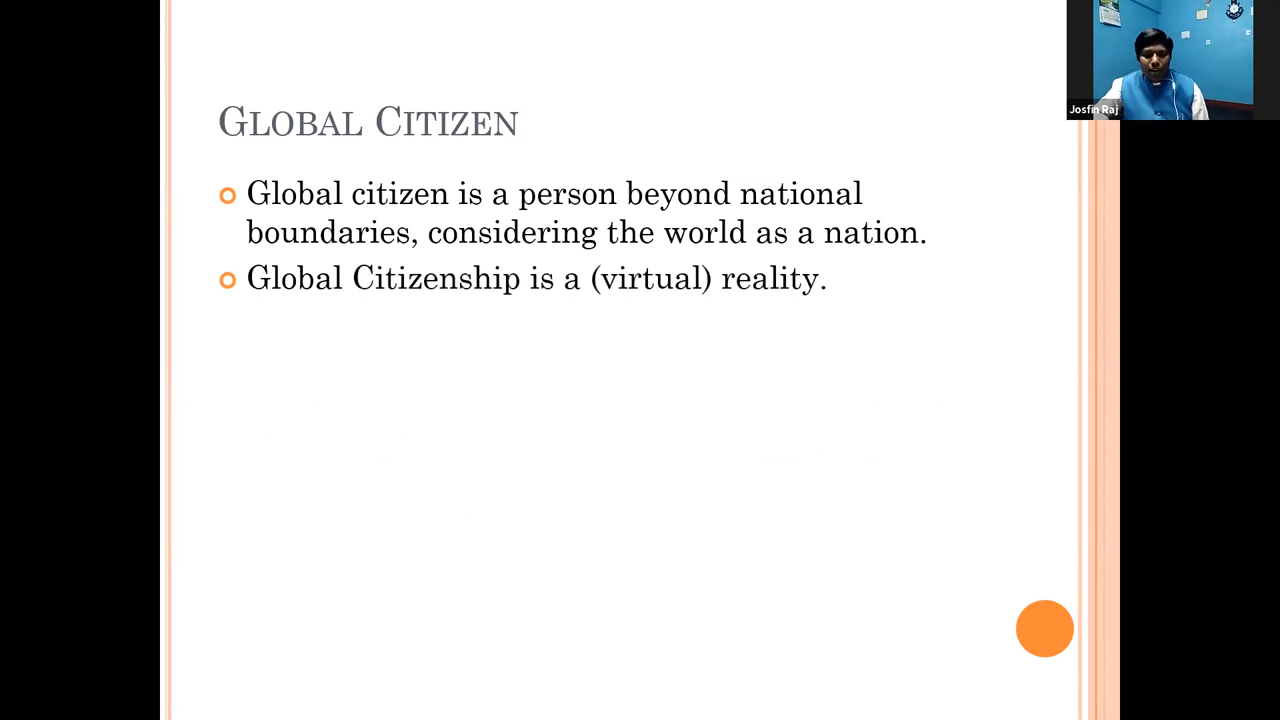 Josfin Raj
GLOBAL CITIZEN
Global citizen is a person beyond national
boundaries, considering the world as a nation.
Global Citizenship is a (virtual) reality.